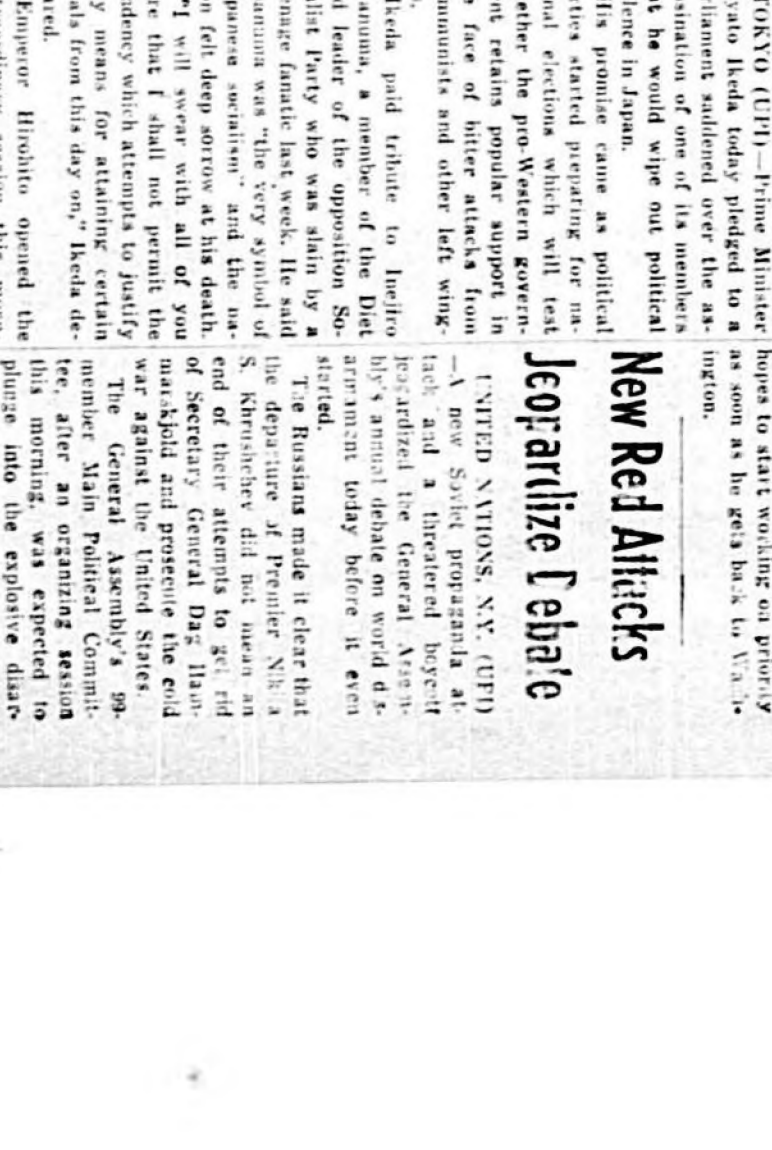 TOKYO (UPI)—Prime Minister
yato Ikeda today pledged to a
rliament saddened over the as-
sination of one of its members
t he would wipe out political
lence in Japan.
is promise came as political
rties started preparing for na-
nal elections which will test
ether the pro-Western govern-
nt retains popular support in
e face of bitter attacks from
mmunists and other left wing-
keda paid tribute to Inejiro
anuma, a member of the Diet
d leader of the opposition So-
alist Party who was slain by a
enage fanatic last week. He said
anuma was "the very symbol of
panese socialism" and the na-
n felt deep sorrow at his death.
"I will swear with all of you
re that I shall not permit the
dency which attempts to justify
y means for attaining certain
als from this day on," Ikeda de-
ared.
Emperor Hirohito opened the
hopes to start working on priority
as soon as he gets back to Wash-
ington.
New Red Attacks
Jeopardize Debate
UNITED NATIONS, N.Y. (UPI)
—A new Soviet propaganda at-
tack and a threatered boycott
jeopardized the General Assem-
bly's annual debate on world dis-
armament today before it even
started.
The Russians made it clear that
the departure of Premier Nikita
S. Khrushchev did not mean an
end of their attempts to get rid
of Secretary General Dag Ham-
marskjold and prosecute the cold
war against the United States.
The General Assembly's 99-
member Main Political Commit-
tee, after an organizing session
this morning, was expected to
plunge into the explosive disar-